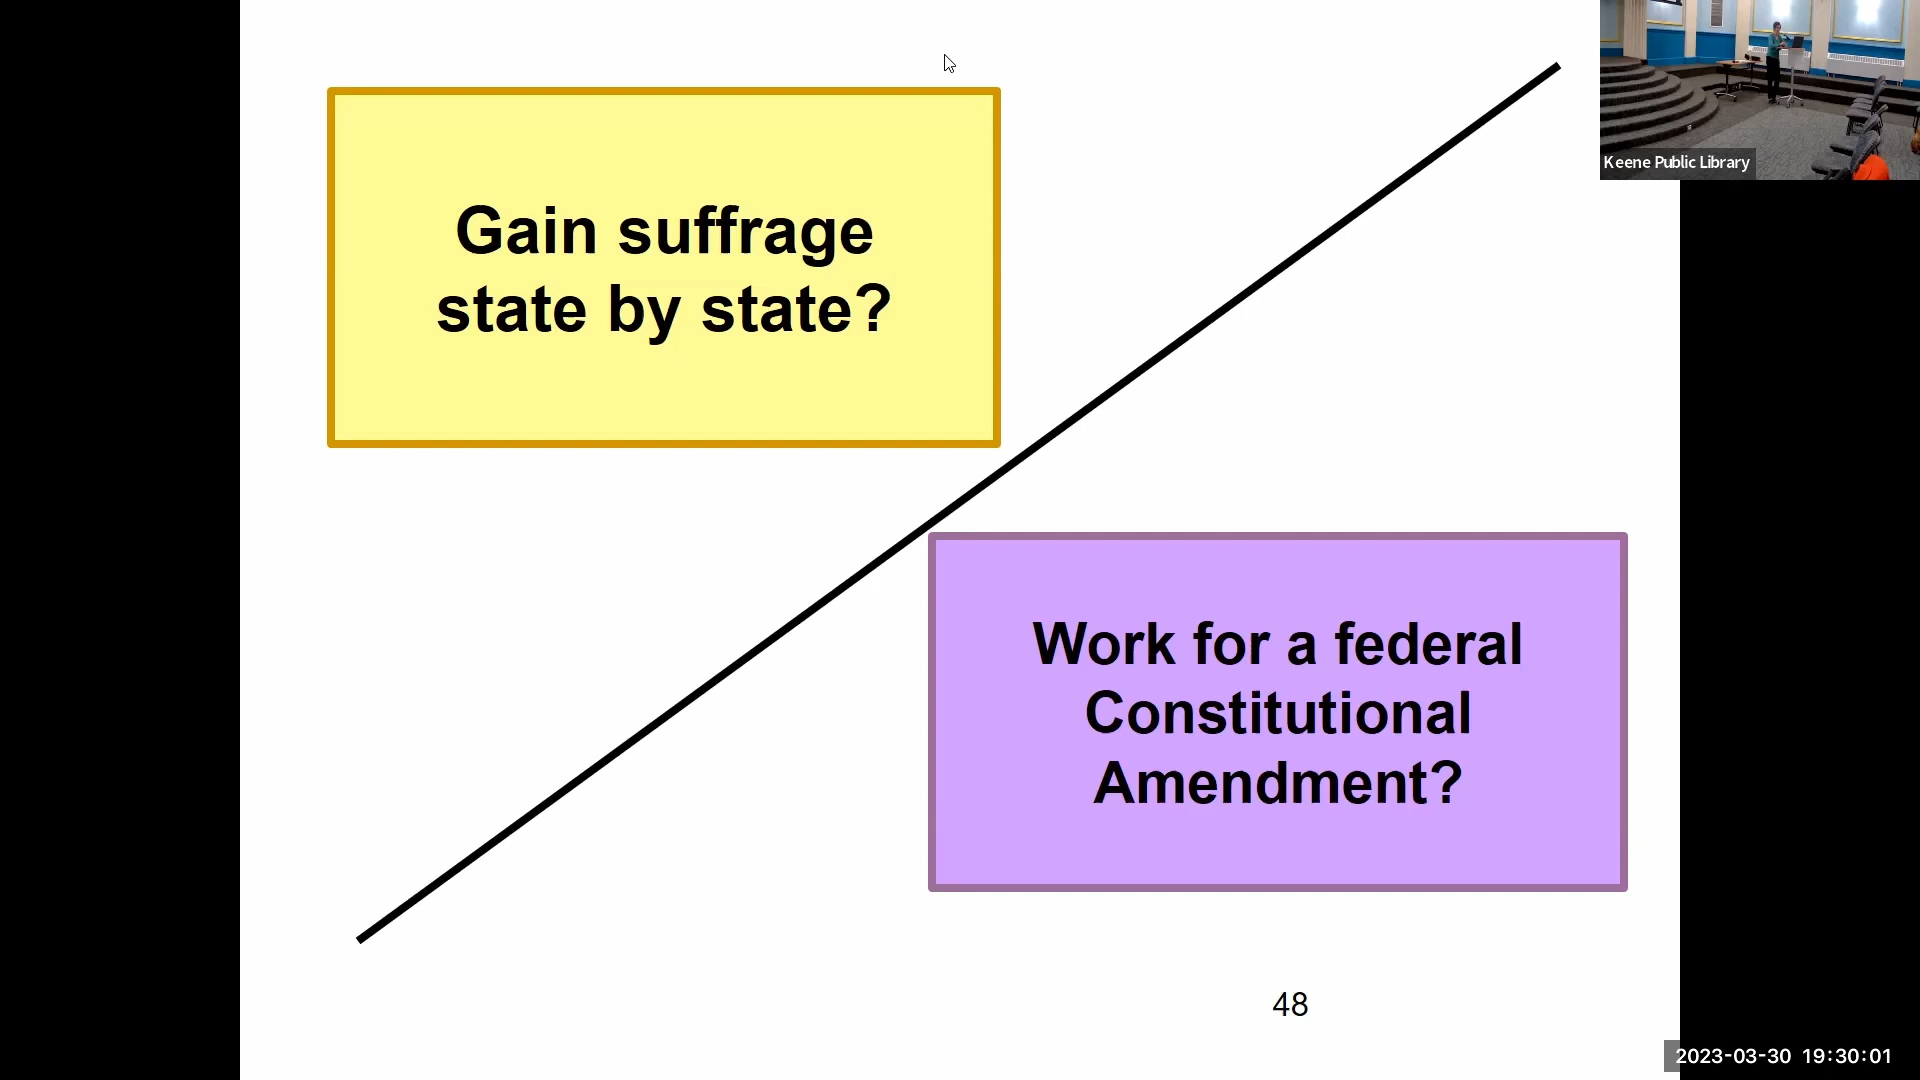 Gain suffrage
state by state?
Keene Public Library
Work for a federal
Constitutional
Amendment?
48
2023-03-30 19:30:01